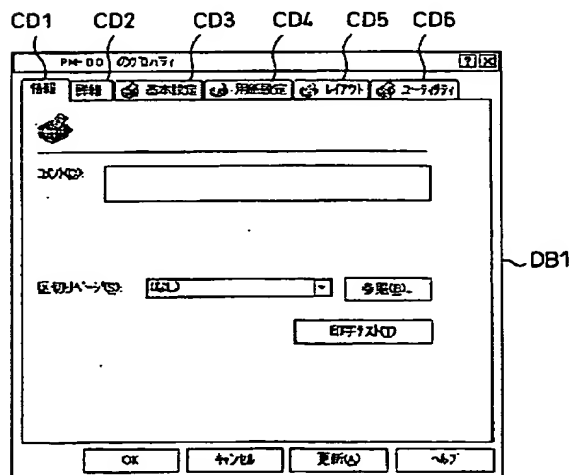 CD1 CD2 CD3 CD4 CD5 CD6
PM-DO のプロパティ
情報 詳細 基本設定 用紙設定 レイアウト ユーティリティ
コメント(C):
DB1
区切りページ(S): (なし) 参照(B)...
印字テスト(T)
OK キャンセル 更新(A) ヘルプ